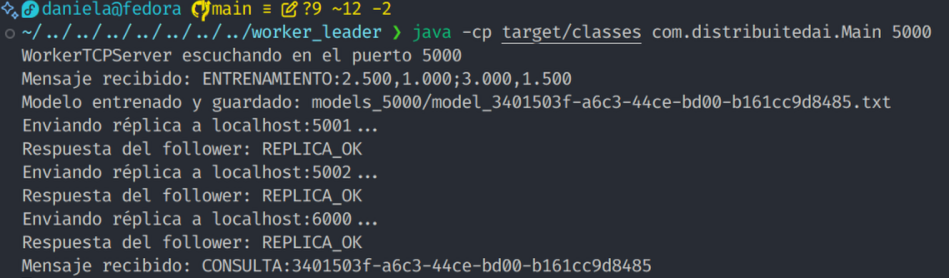 daniela@fedora main ≡ ?9 ~12 -2
~/../../../../../../../worker_leader ❯ java -cp target/classes com.distribuitedai.Main 5000
WorkerTCPServer escuchando en el puerto 5000
Mensaje recibido: ENTRENAMIENTO:2.500,1.000;3.000,1.500
Modelo entrenado y guardado: models_5000/model_3401503f-a6c3-44ce-bd00-b161cc9d8485.txt
Enviando réplica a localhost:5001...
Respuesta del follower: REPLICA_OK
Enviando réplica a localhost:5002...
Respuesta del follower: REPLICA_OK
Enviando réplica a localhost:6000...
Respuesta del follower: REPLICA_OK
Mensaje recibido: CONSULTA:3401503f-a6c3-44ce-bd00-b161cc9d8485